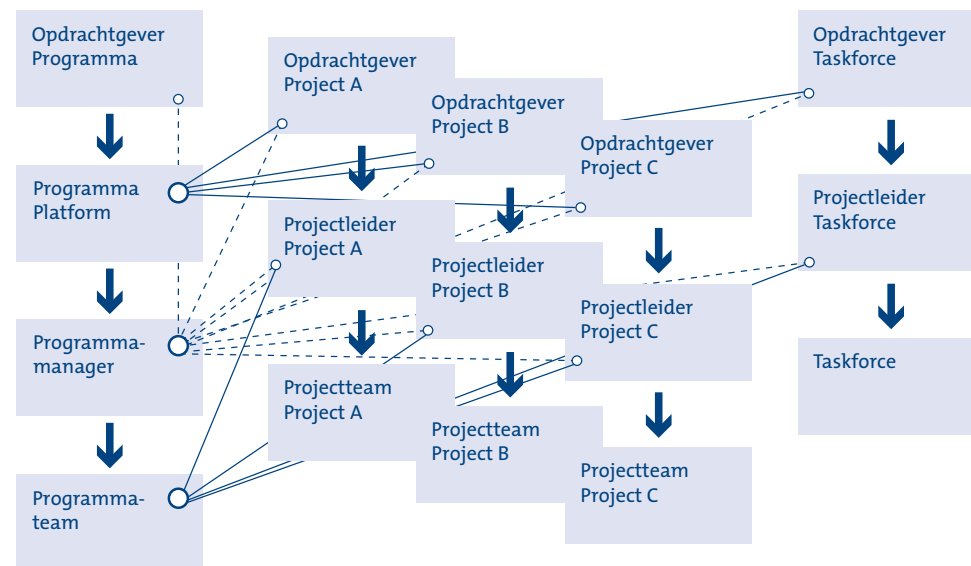 Opdrachtgever
Programma
Programma
Platform
Programma-
manager
Programma-
team
Opdrachtgever
Project A
Projectleider
Project A
Projectteam
Project A
Opdrachtgever
Project B
Projectleider
Project B
Projectteam
Project B
Opdrachtgever
Project C
Projectleider
Project C
Projectteam
Project C
Opdrachtgever
Taskforce
Projectleider
Taskforce
Taskforce